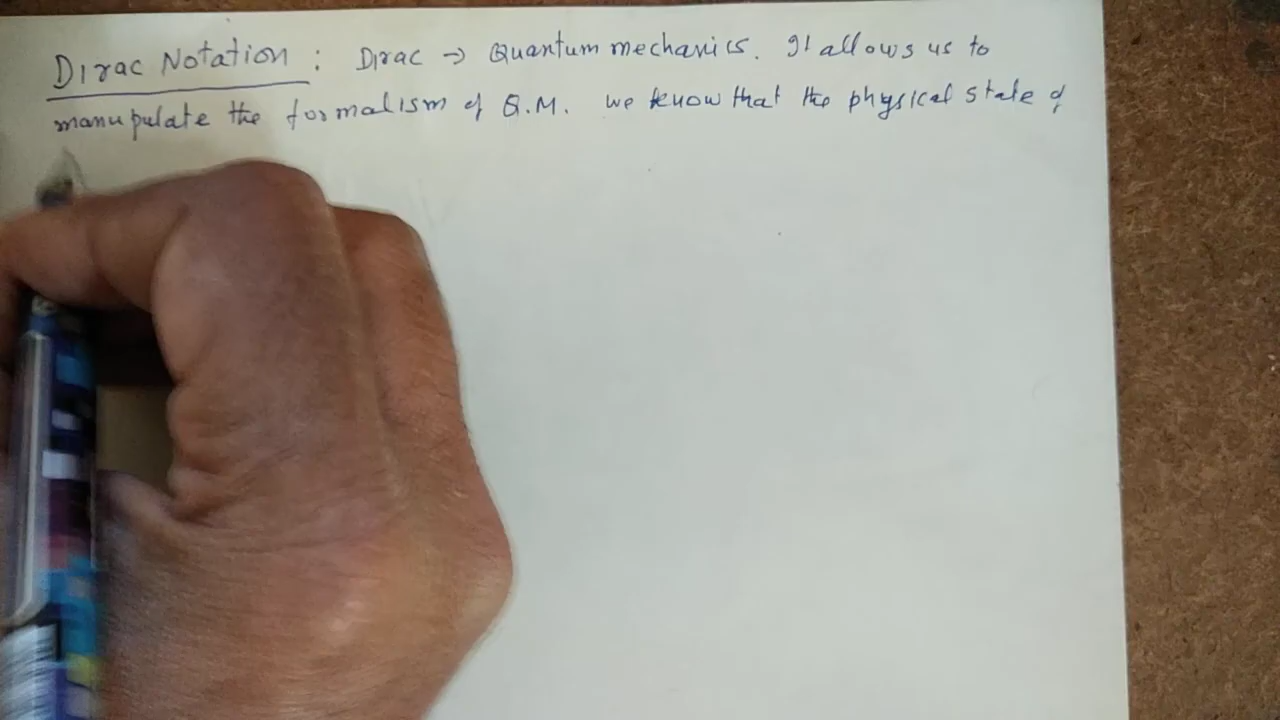 Dirac Notation : Dirac → Quantum mechanics. It allows us to
manupulate the formalism of Q.M. we know that the physical state of